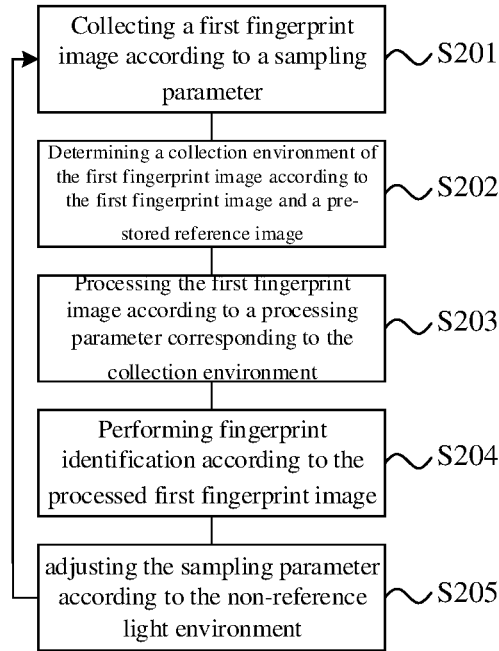 Collecting a first fingerprint
image according to a sampling
parameter
S201
Determining a collection environment of
the first fingerprint image according to
the first fingerprint image and a pre-
stored reference image
S202
Processing the first fingerprint
image according to a processing
parameter corresponding to the
collection environment
S203
Performing fingerprint
identification according to the
processed first fingerprint image
S204
adjusting the sampling parameter
according to the non-reference
light environment
S205